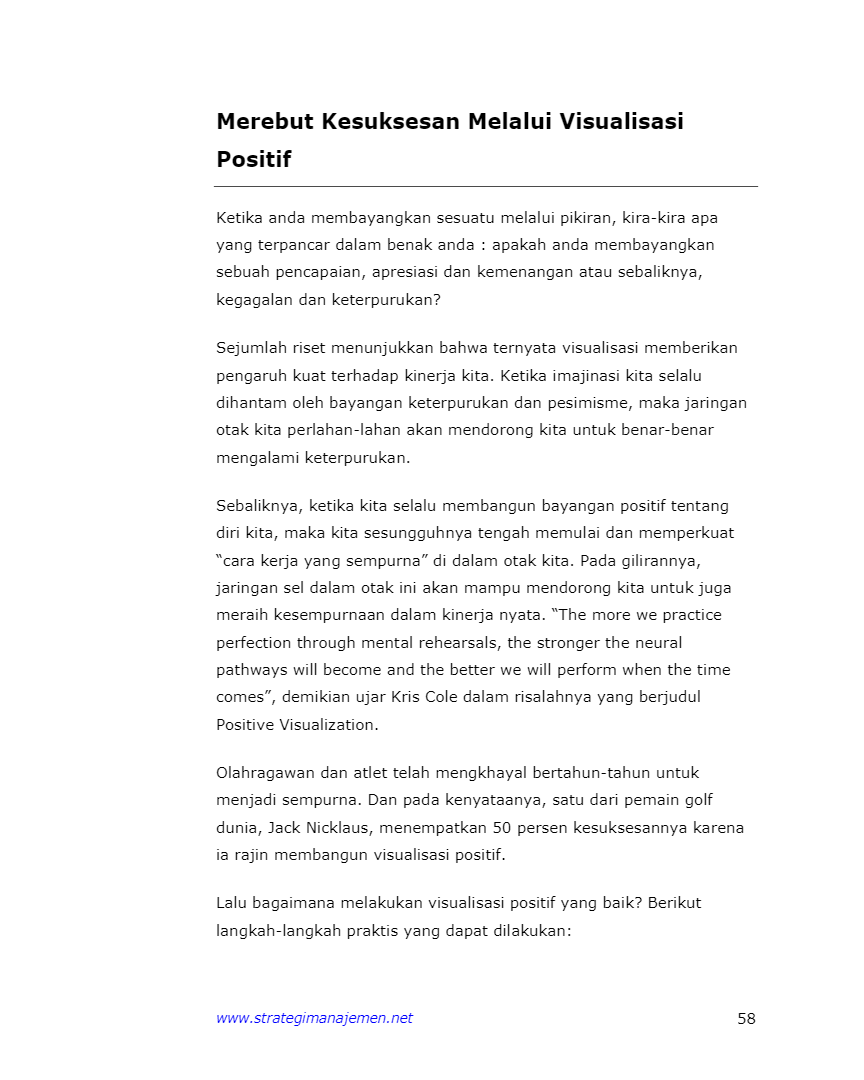 Merebut Kesuksesan Melalui Visualisasi
Positif
Ketika anda membayangkan sesuatu melalui pikiran, kira-kira apa
yang terpancar dalam benak anda : apakah anda membayangkan
sebuah pencapaian, apresiasi dan kemenangan atau sebaliknya,
kegagalan dan keterpurukan?
Sejumlah riset menunjukkan bahwa ternyata visualisasi memberikan
pengaruh kuat terhadap kinerja kita. Ketika imajinasi kita selalu
dihantam oleh bayangan keterpurukan dan pesimisme, maka jaringan
otak kita perlahan-lahan akan mendorong kita untuk benar-benar
mengalami keterpurukan.
Sebaliknya, ketika kita selalu membangun bayangan positif tentang
diri kita, maka kita sesungguhnya tengah memulai dan memperkuat
“cara kerja yang sempurna” di dalam otak kita. Pada gilirannya,
jaringan sel dalam otak ini akan mampu mendorong kita untuk juga
meraih kesempurnaan dalam kinerja nyata. “The more we practice
perfection through mental rehearsals, the stronger the neural
pathways will become and the better we will perform when the time
comes”, demikian ujar Kris Cole dalam risalahnya yang berjudul
Positive Visualization.
Olahragawan dan atlet telah mengkhayal bertahun-tahun untuk
menjadi sempurna. Dan pada kenyataanya, satu dari pemain golf
dunia, Jack Nicklaus, menempatkan 50 persen kesuksesannya karena
ia rajin membangun visualisasi positif.
Lalu bagaimana melakukan visualisasi positif yang baik? Berikut
langkah-langkah praktis yang dapat dilakukan:
www.strategimanajemen.net 58